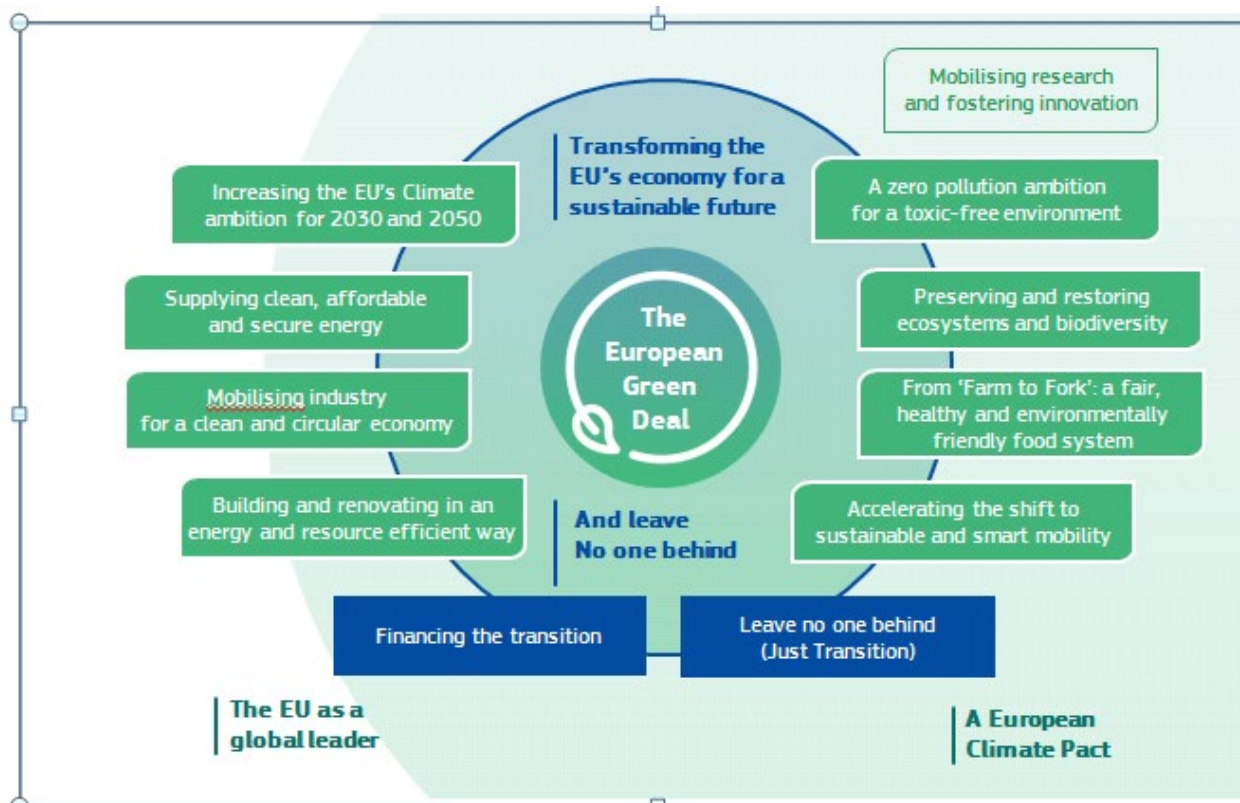 Mobilising research
and fostering innovation
Transforming the
EU's economy for a
sustainable future
Increasing the EU's Climate
ambition for 2030 and 2050
A zero pollution ambition
for a toxic-free environment
Supplying clean, affordable
and secure energy
The
European
Green
Deal
Preserving and restoring
ecosystems and biodiversity
Mobilising industry
for a clean and circular economy
From ‘Farm to Fork’: a fair,
healthy and environmentally
friendly food system
Building and renovating in an
energy and resource efficient way
And leave
No one behind
Accelerating the shift to
sustainable and smart mobility
Financing the transition
Leave no one behind
(Just Transition)
The EU as a
global leader
A European
Climate Pact